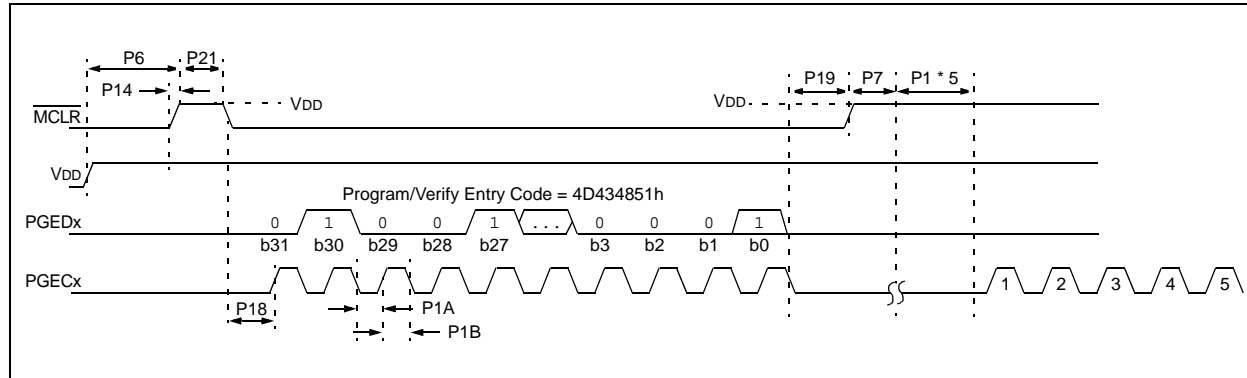 P6 P21 P19 P7 P1 * 5
P14
VDD VDD
MCLR
VDD
Program/Verify Entry Code = 4D434851h
PGEDx 0 1 0 0 1 ... 0 0 0 1
b31 b30 b29 b28 b27 b3 b2 b1 b0
PGECx 1 2 3 4 5
P18 P1A
P1B